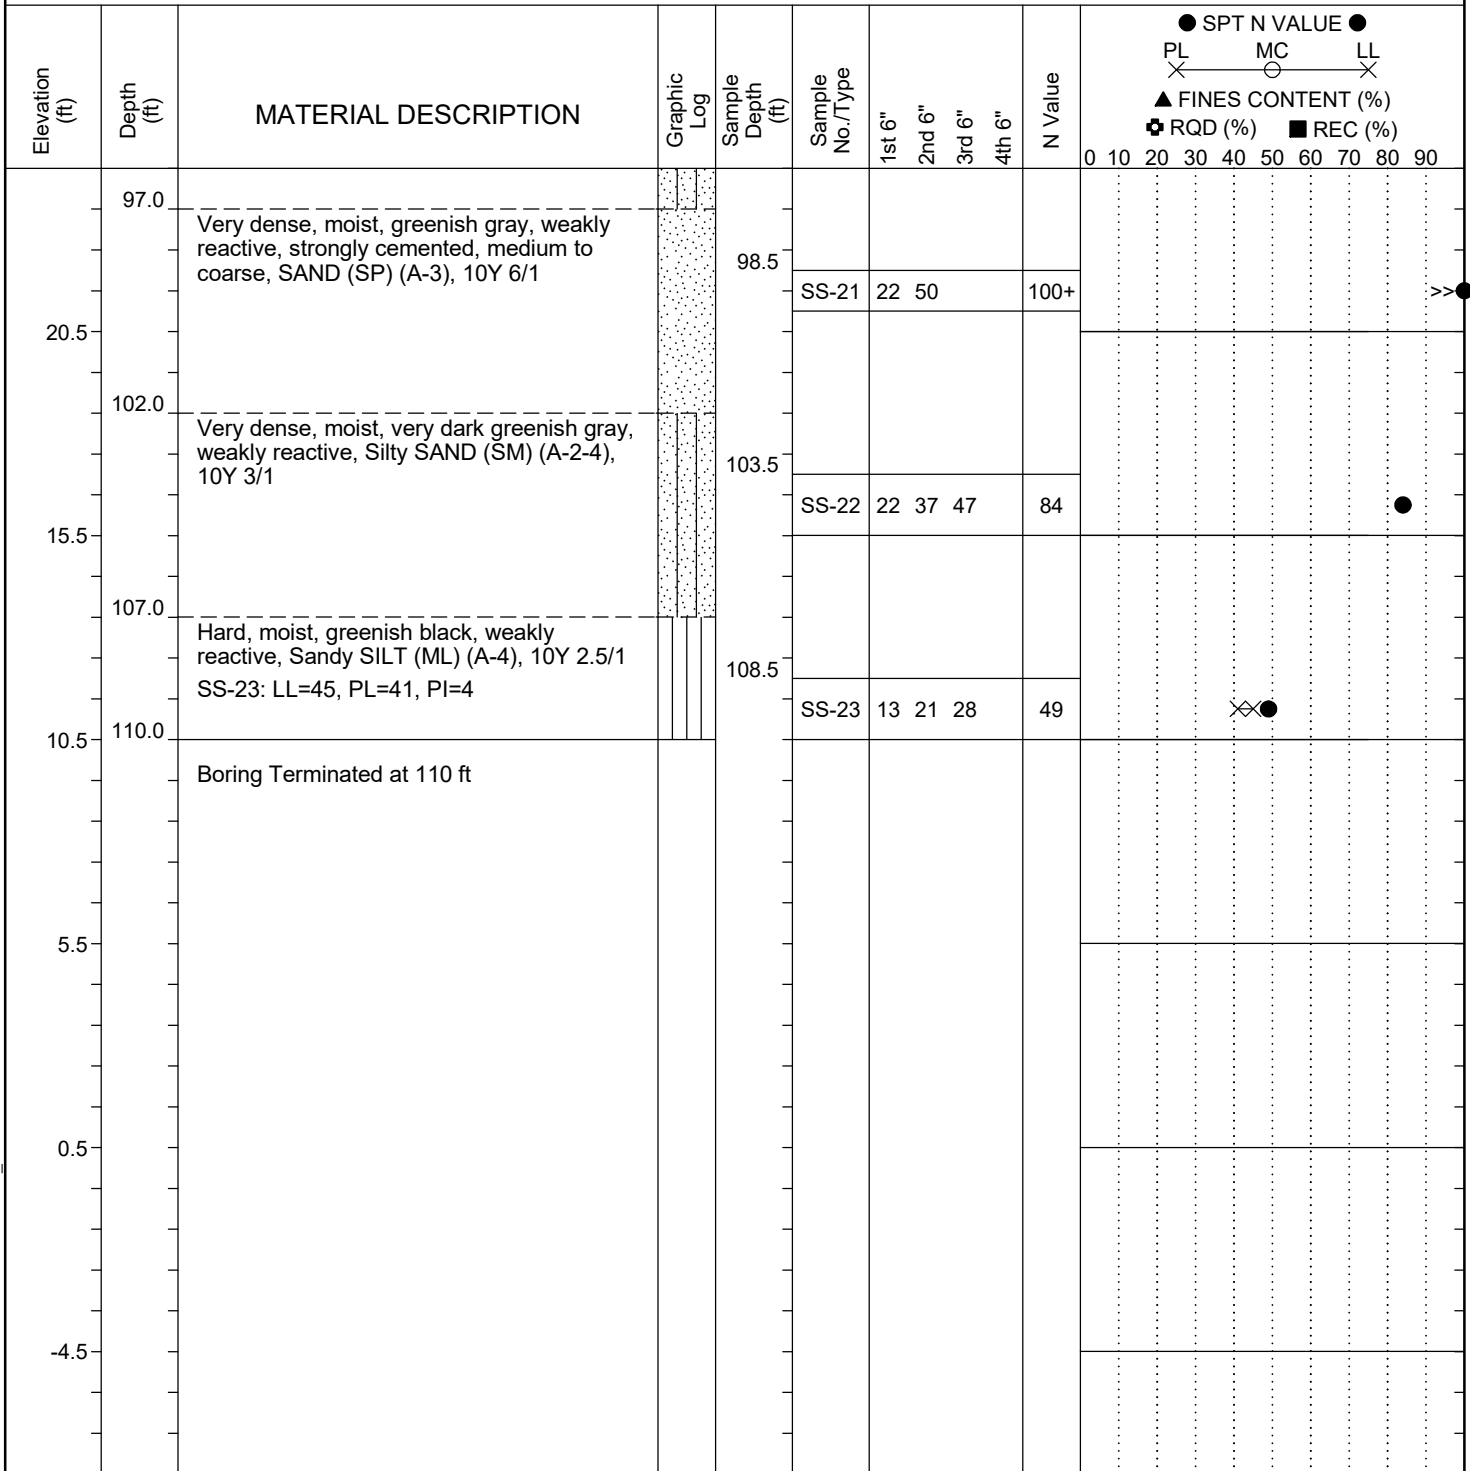 Elevation
(ft)
Depth
(ft)
MATERIAL DESCRIPTION
Graphic
Log
Sample
Depth
(ft)
Sample
No./Type
1st 6"
2nd 6"
3rd 6"
4th 6"
N Value
● SPT N VALUE ●
PL MC LL
▲ FINES CONTENT (%)
RQD (%) ■ REC (%)
0 10 20 30 40 50 60 70 80 90
97.0
Very dense, moist, greenish gray, weakly
reactive, strongly cemented, medium to
coarse, SAND (SP) (A-3), 10Y 6/1
98.5
SS-21 22 50 100+ >>
20.5
102.0
Very dense, moist, very dark greenish gray,
weakly reactive, Silty SAND (SM) (A-2-4),
10Y 3/1
103.5
SS-22 22 37 47 84
15.5
107.0
Hard, moist, greenish black, weakly
reactive, Sandy SILT (ML) (A-4), 10Y 2.5/1
108.5
SS-23: LL=45, PL=41, PI=4
SS-23 13 21 28 49
110.0
10.5
Boring Terminated at 110 ft
5.5
0.5
-4.5